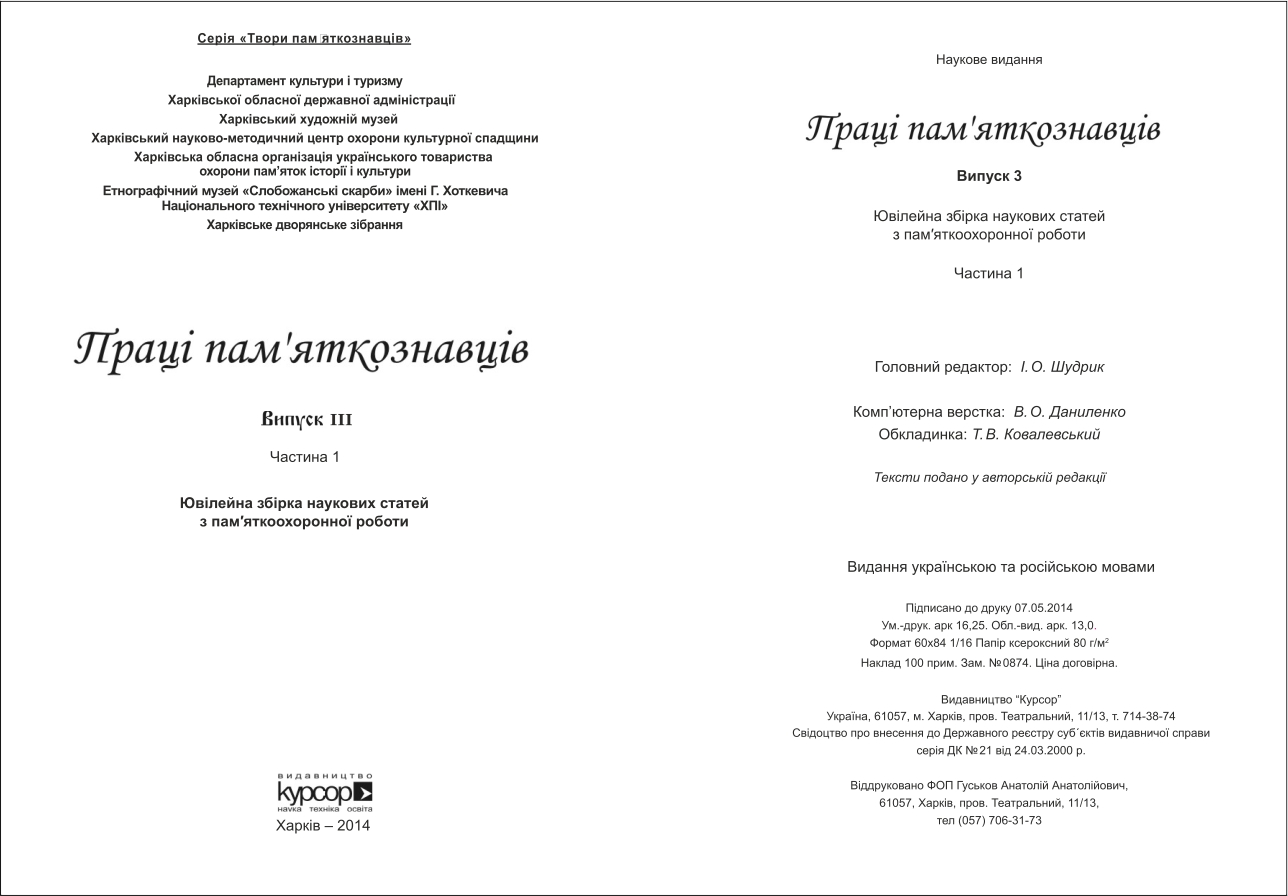 Серія «Твори пам яткознавців»
Департамент культури і туризму
Харківської обласної державної адміністрації
Харківський художній музей
Харківський науково-методичний центр охорони культурної спадщини
Харківська обласна організація українського товариства
охорони пам’яток історії і культури
Етнографічний музей «Слобожанські скарби» імені Г. Хоткевича
Національного технічного університету «ХПІ»
Харківське дворянське зібрання
Праці пам'яткознавців
Випуск III
Частина 1
Ювілейна збірка наукових статей
з пам′яткоохоронної роботи
видавництво
курсор
наука техніка освіта
Харків – 2014
Наукове видання
Праці пам'яткознавців
Випуск 3
Ювілейна збірка наукових статей
з пам′яткоохоронної роботи
Частина 1
Головний редактор: І. О. Шудрик
Комп’ютерна верстка: В. О. Даниленко
Обкладинка: Т. В. Ковалевський
Тексти подано у авторській редакції
Видання українською та російською мовами
Підписано до друку 07.05.2014
Ум.-друк. арк 16,25. Обл.-вид. арк. 13,0.
Формат 60х84 1/16 Папір ксероксний 80 г/м²
Наклад 100 прим. Зам. №0874. Ціна договірна.
Видавництво “Курсор”
Україна, 61057, м. Харків, пров. Театральний, 11/13, т. 714-38-74
Свідоцтво про внесення до Державного реєстру суб´єктів видавничої справи
серія ДК №21 від 24.03.2000 р.
Віддруковано ФОП Гуськов Анатолій Анатолійович,
61057, Харків, пров. Театральний, 11/13,
тел (057) 706-31-73